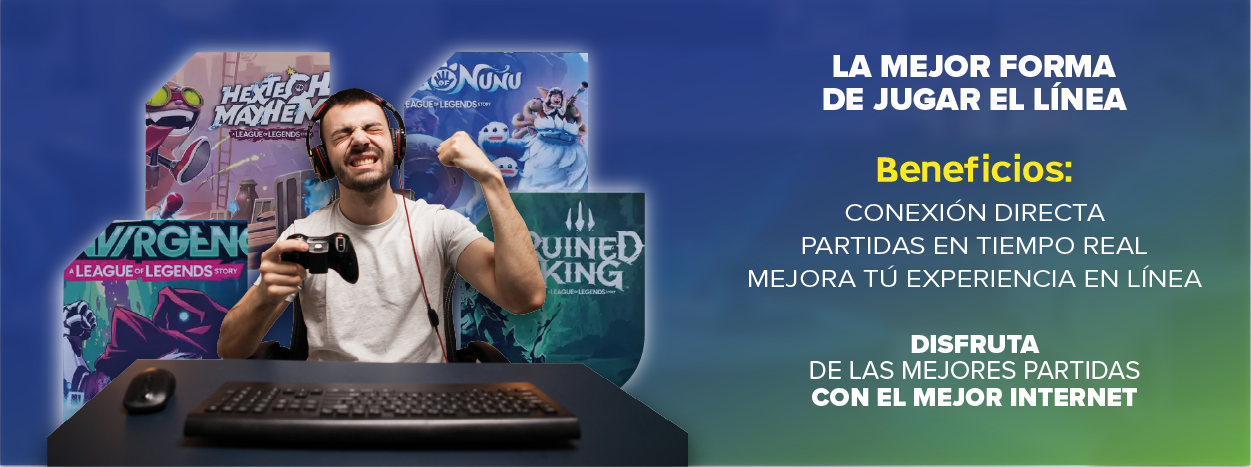 HEXTECH
MAYHEM
A LEAGUE OF LEGENDS
OF NUNU
LEAGUE OF LEGENDS STORY
A LEAGUE OF LEGENDS STORY
RUINED
KING
LEAGUE OF LEGENDS STORY
LA MEJOR FORMA
DE JUGAR EL LÍNEA
Beneficios:
CONEXIÓN DIRECTA
PARTIDAS EN TIEMPO REAL
MEJORA TÚ EXPERIENCIA EN LÍNEA
DISFRUTA
DE LAS MEJORES PARTIDAS
CON EL MEJOR INTERNET